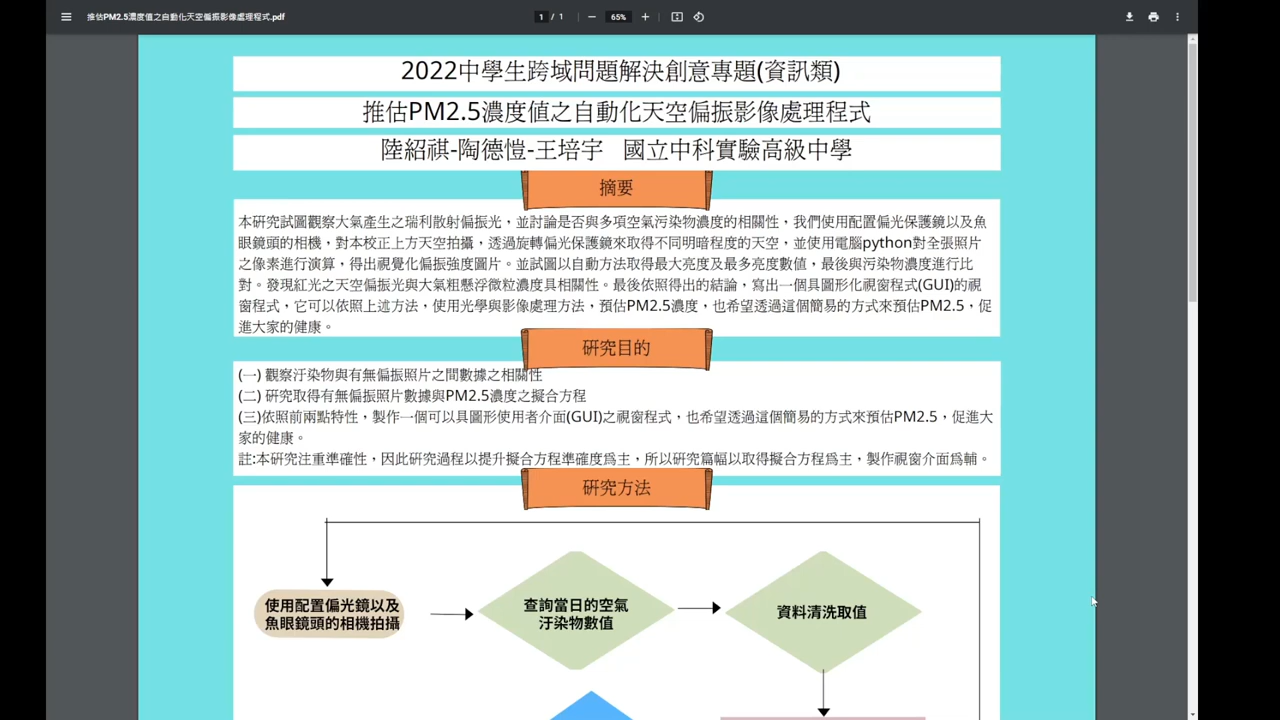 推估PM2.5濃度值之自動化天空偏振影像處理程式.pdf
1 / 1
65%
2022中學生跨域問題解決創意專題(資訊類)
推估PM2.5濃度值之自動化天空偏振影像處理程式
陸紹祺-陶德愷-王培宇 國立中科實驗高級中學
摘要
本研究試圖觀察大氣產生之瑞利散射偏振光，並討論是否與多項空氣污染物濃度的相關性，我們使用配置偏光保護鏡以及魚
眼鏡頭的相機，對本校正上方天空拍攝，透過旋轉偏光保護鏡來取得不同明暗程度的天空，並使用電腦python對全張照片
之像素進行演算，得出視覺化偏振強度圖片。並試圖以自動方法取得最大亮度及最多亮度數值，最後與污染物濃度進行比
對。發現紅光之天空偏振光與大氣粗懸浮微粒濃度具相關性。最後依照得出的結論，寫出一個具圖形化視窗程式(GUI)的視
窗程式，它可以依照上述方法，使用光學與影像處理方法，預估PM2.5濃度，也希望透過這個簡易的方式來預估PM2.5，促
進大家的健康。
研究目的
(一) 觀察汙染物與有無偏振照片之間數據之相關性
(二) 研究取得有無偏振照片數據與PM2.5濃度之擬合方程
(三)依照前兩點特性，製作一個可以具圖形使用者介面(GUI)之視窗程式，也希望透過這個簡易的方式來預估PM2.5，促進大
家的健康。
註:本研究注重準確性，因此研究過程以提升擬合方程準確度爲主，所以研究篇幅以取得擬合方程爲主，製作視窗介面爲輔。
研究方法
使用配置偏光鏡以及
魚眼鏡頭的相機拍攝
查詢當日的空氣
汙染物數值
資料清洗取值